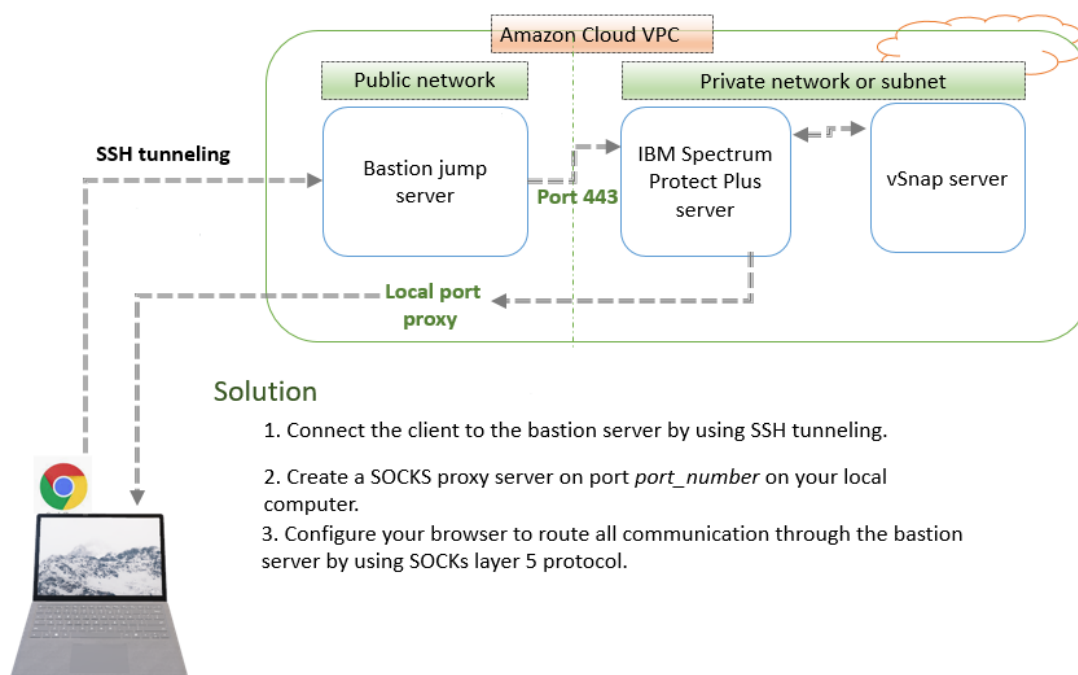 Amazon Cloud VPC
Public network
Private network or subnet
SSH tunneling
Bastion jump
server
Port 443
IBM Spectrum
Protect Plus
server
vSnap server
Local port
proxy
Solution
1. Connect the client to the bastion server by using SSH tunneling.
2. Create a SOCKS proxy server on port port_number on your local
computer.
3. Configure your browser to route all communication through the bastion
server by using SOCKs layer 5 protocol.